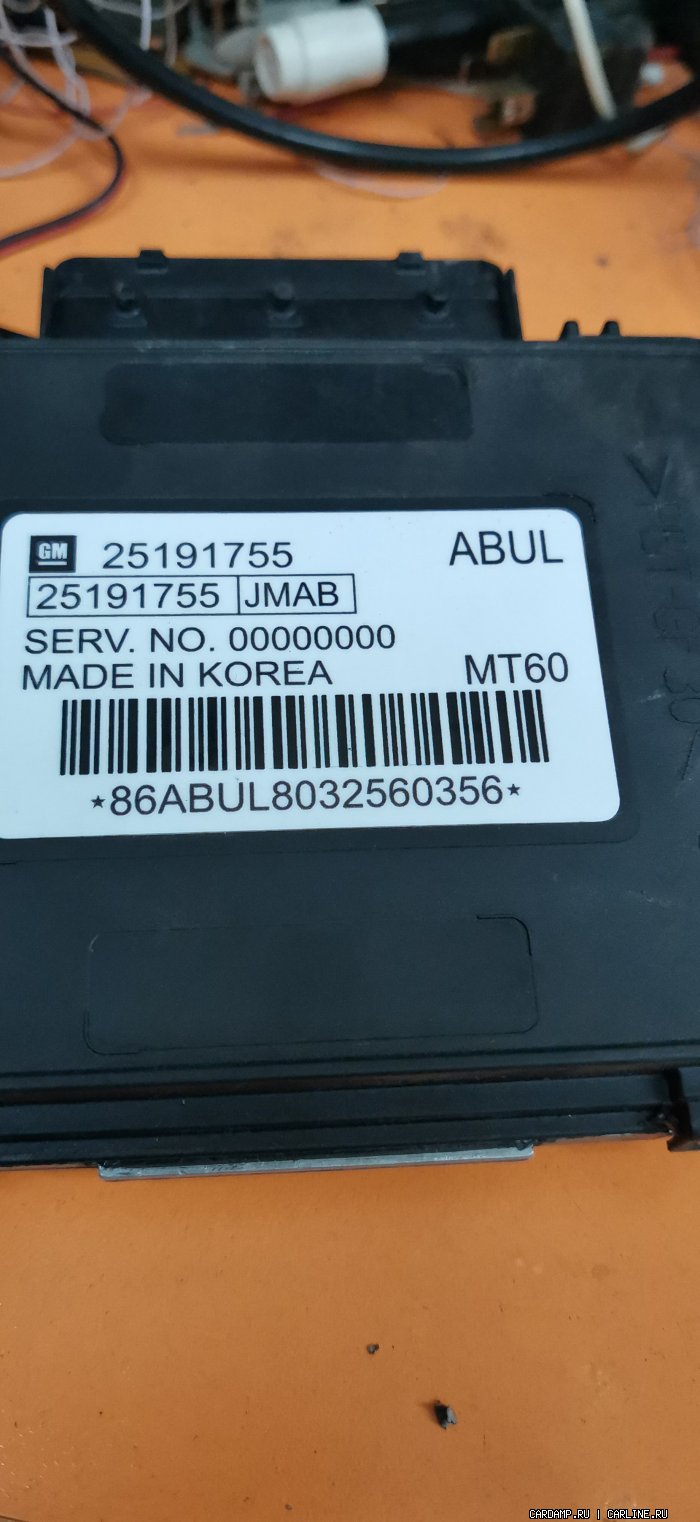 GM 25191755 ABUL
25191755 JMAB
SERV. NO. 00000000
MADE IN KOREA MT60
*86ABUL8032560356*
CARDAMP.RU | CARLINE.RU